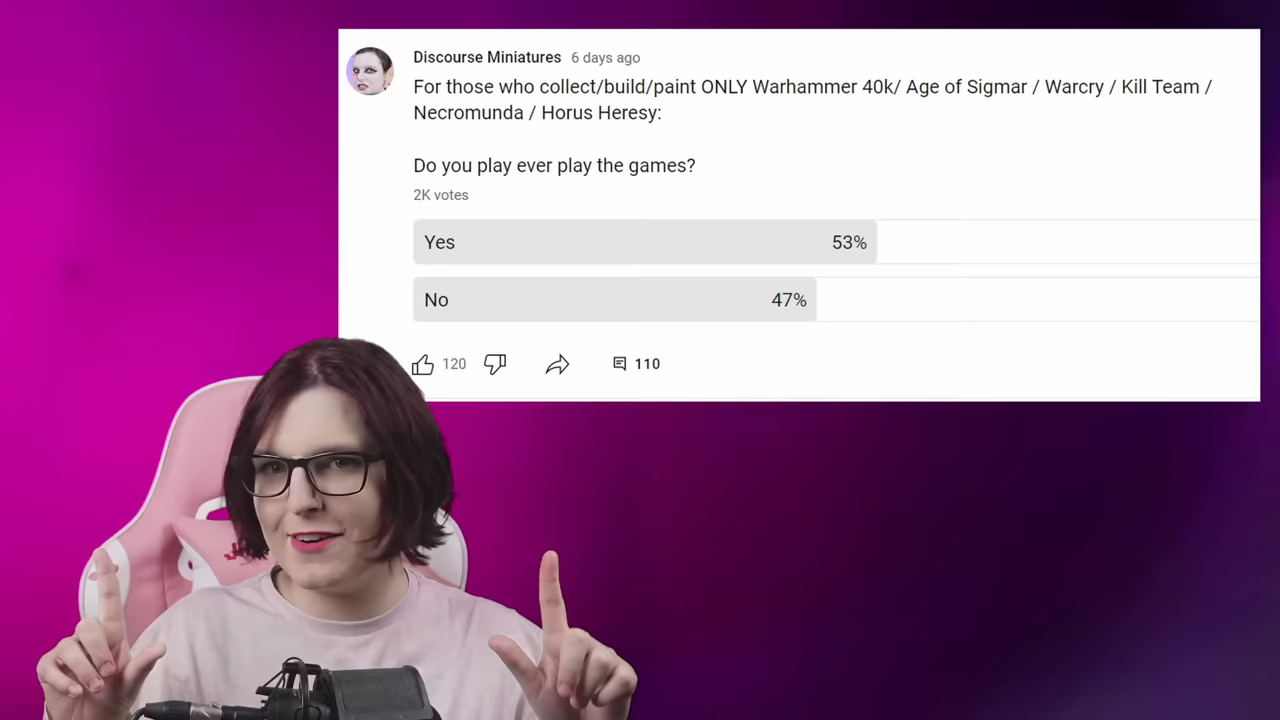 Discourse Miniatures 6 days ago
For those who collect/build/paint ONLY Warhammer 40k/ Age of Sigmar / Warcry / Kill Team /
Necromunda / Horus Heresy:
Do you play ever play the games?
2K votes
Yes 53%
No 47%
120 110